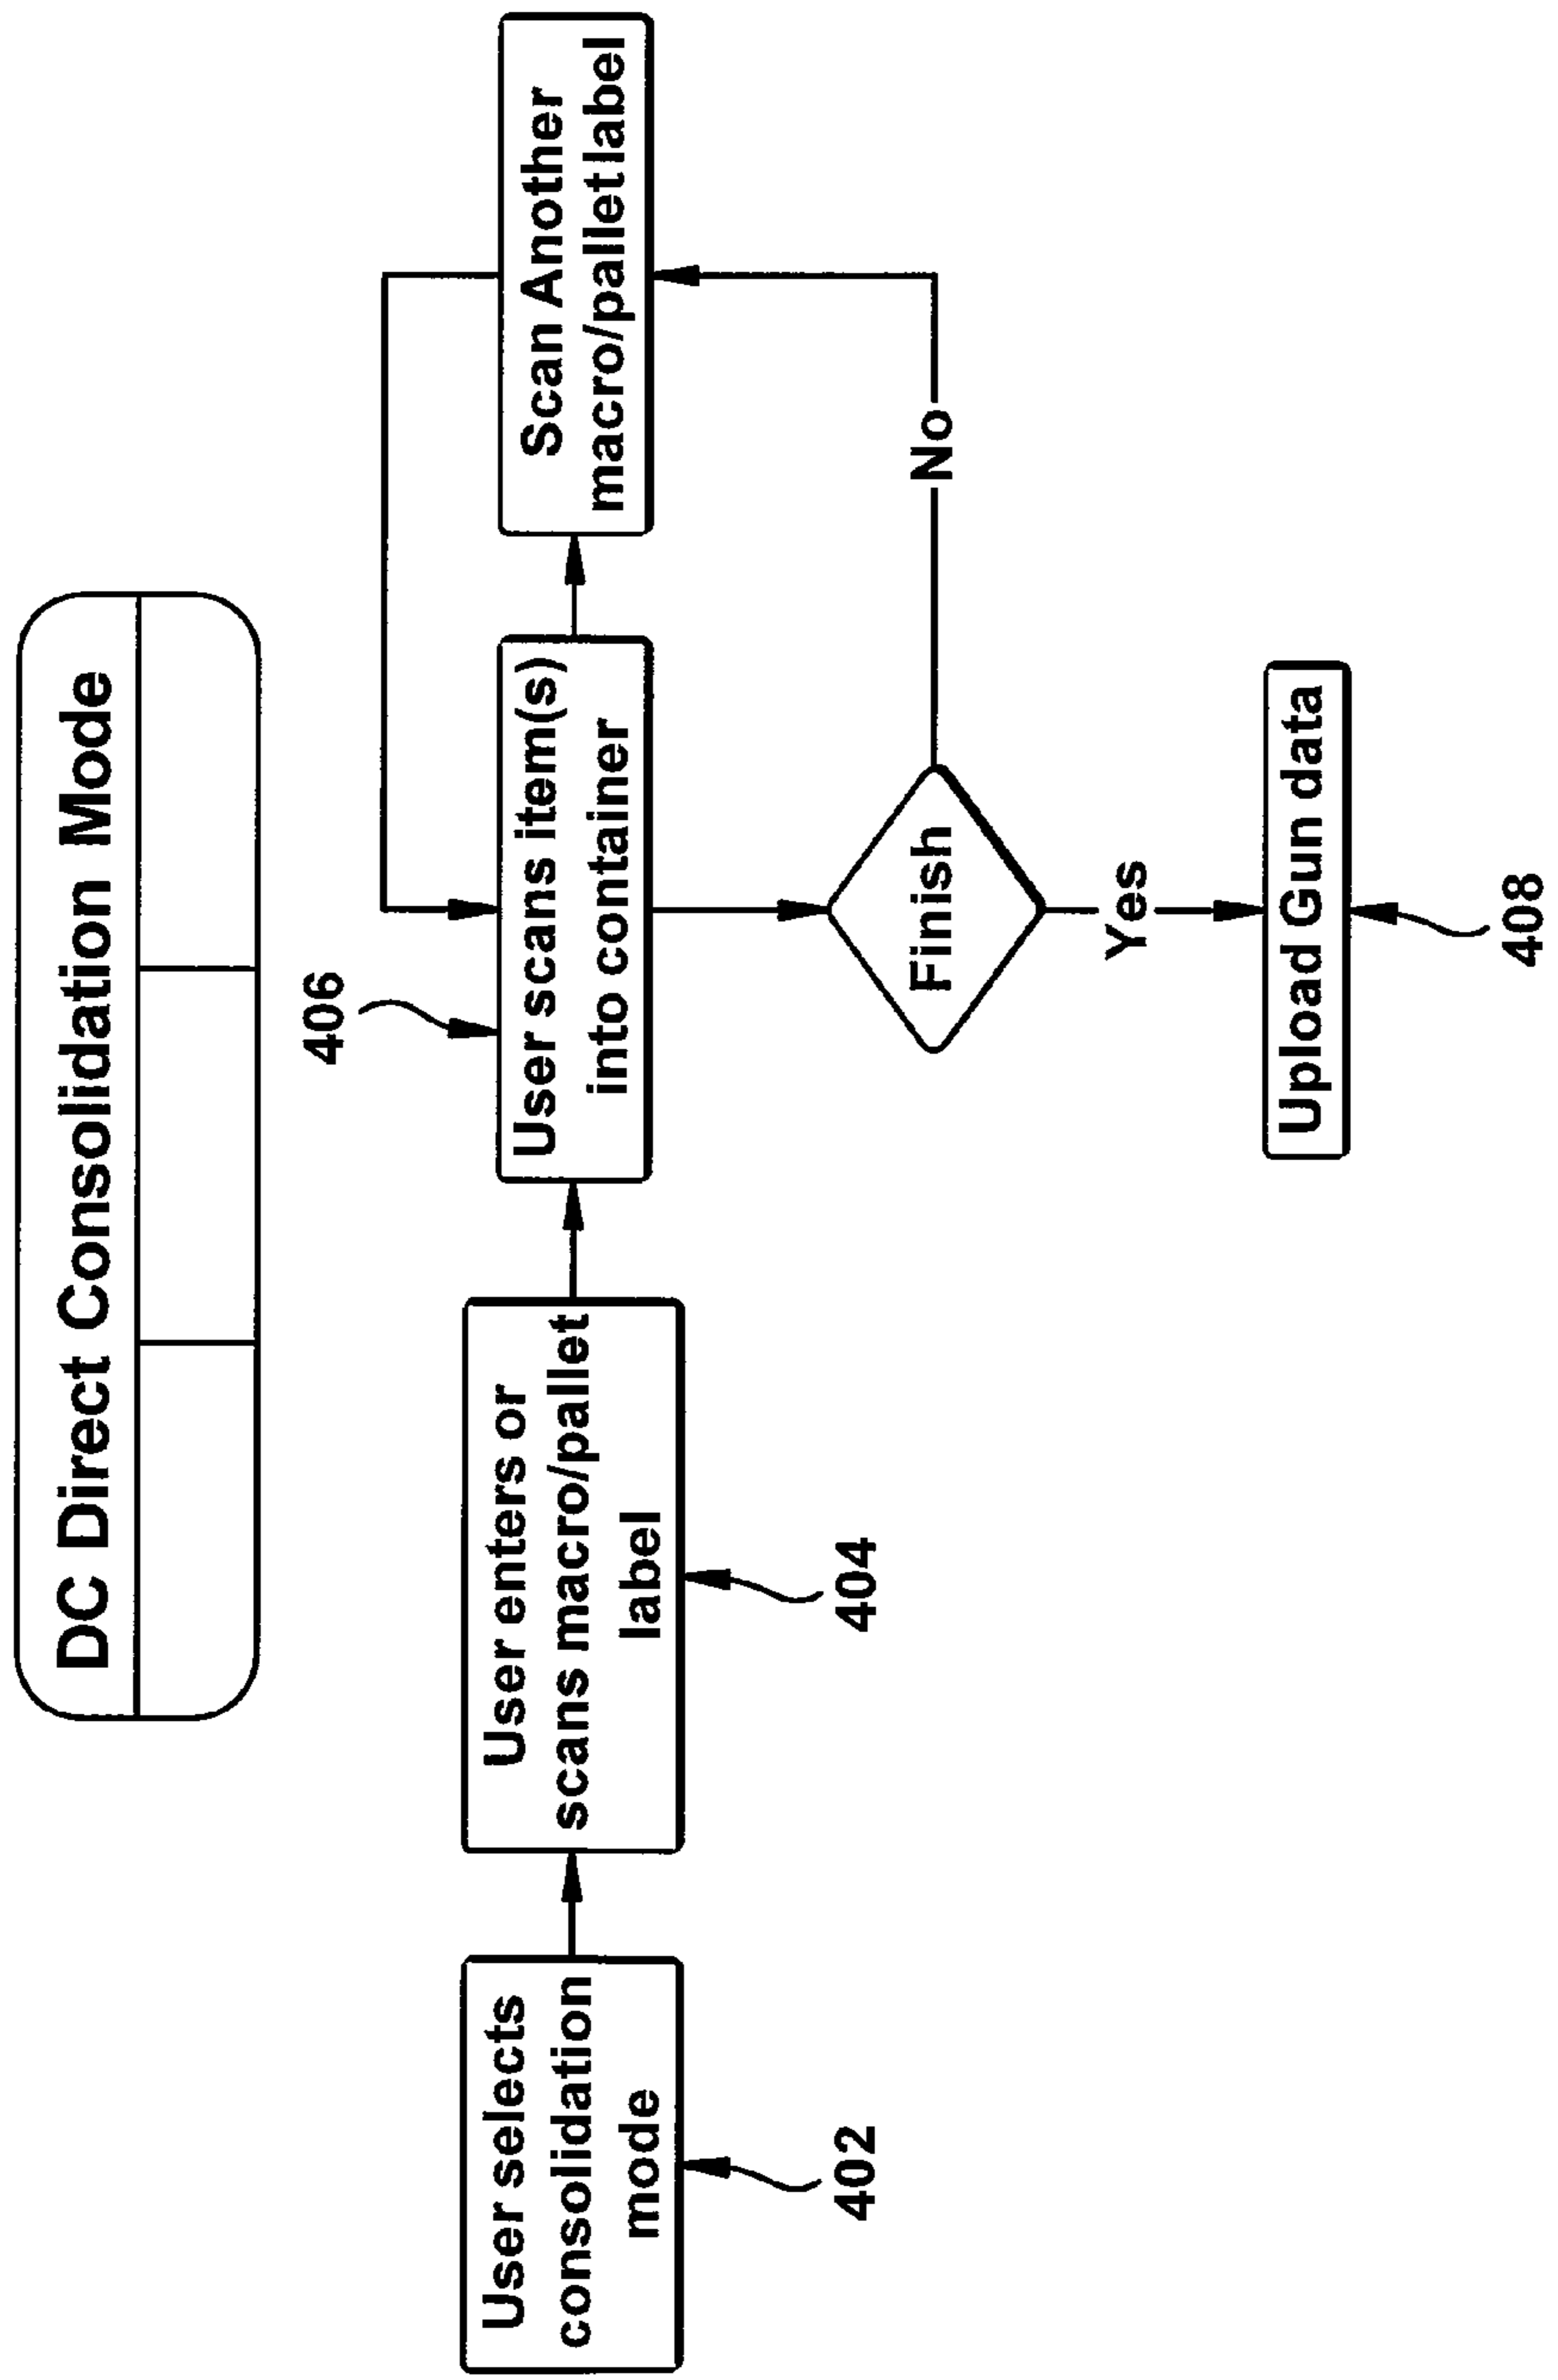 DC Direct Consolidation Mode
User selects
consolidation
mode
402
User enters or
scans macro/pallet
label
404
406
User scans item(s)
into container
Scan Another
macro/pallet label
Finish
No
Yes
Upload Gun data
408